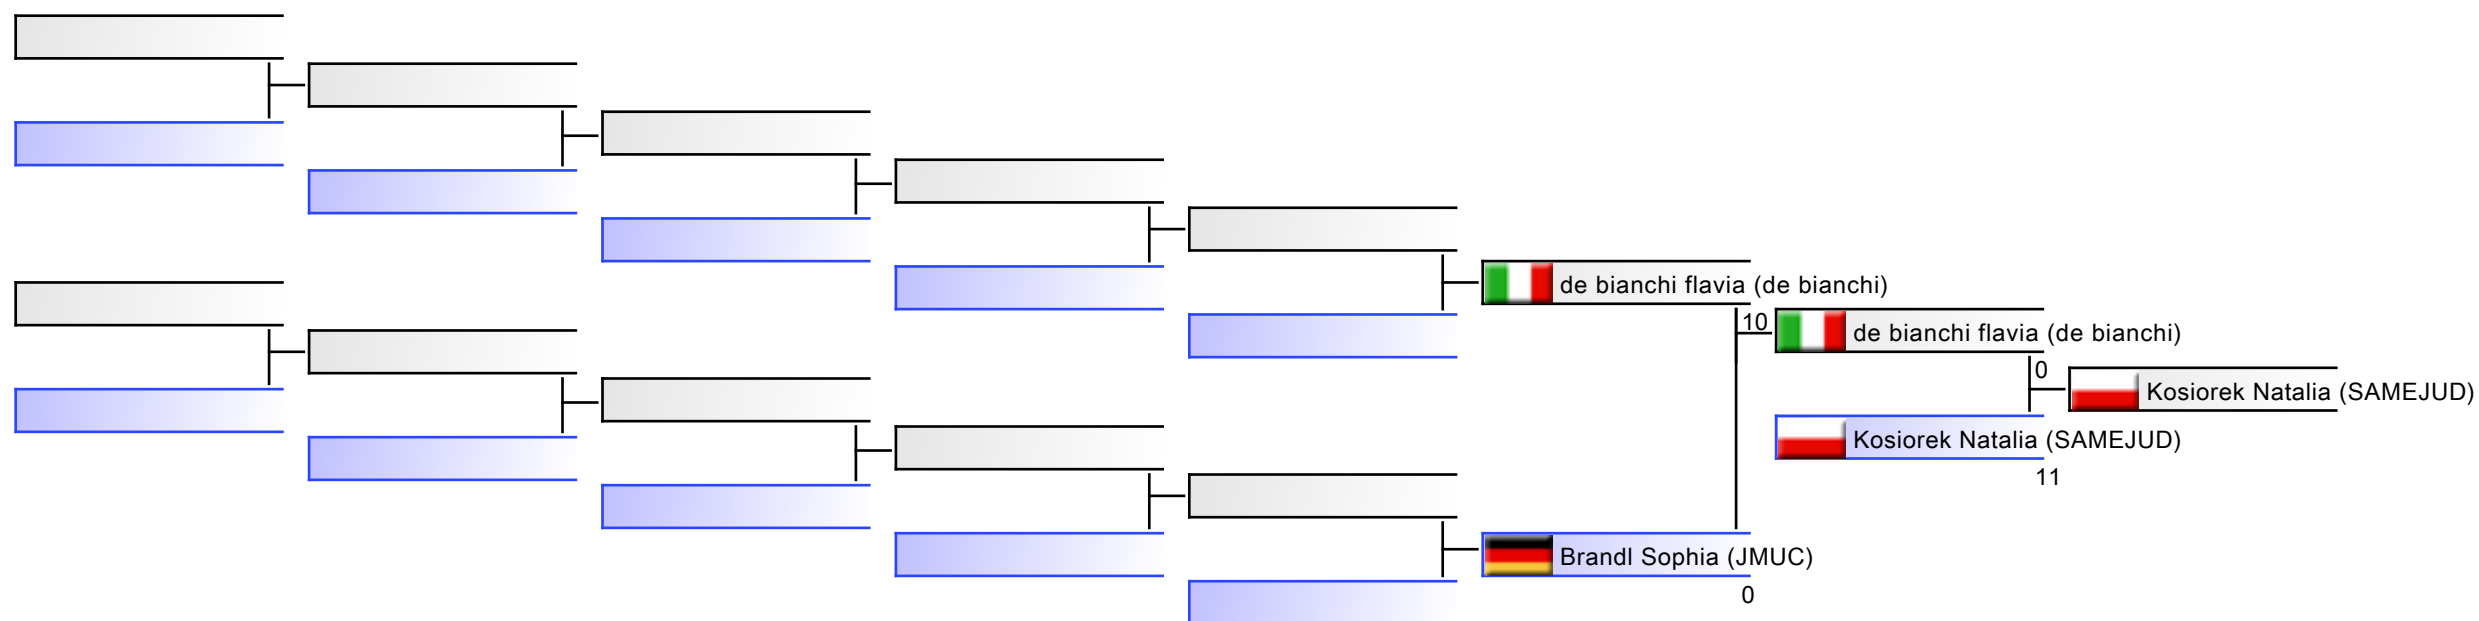 de bianchi flavia (de bianchi)
10
de bianchi flavia (de bianchi)
0
Kosiorek Natalia (SAMEJUD)
Kosiorek Natalia (SAMEJUD)
11
Brandl Sophia (JMUC)
0